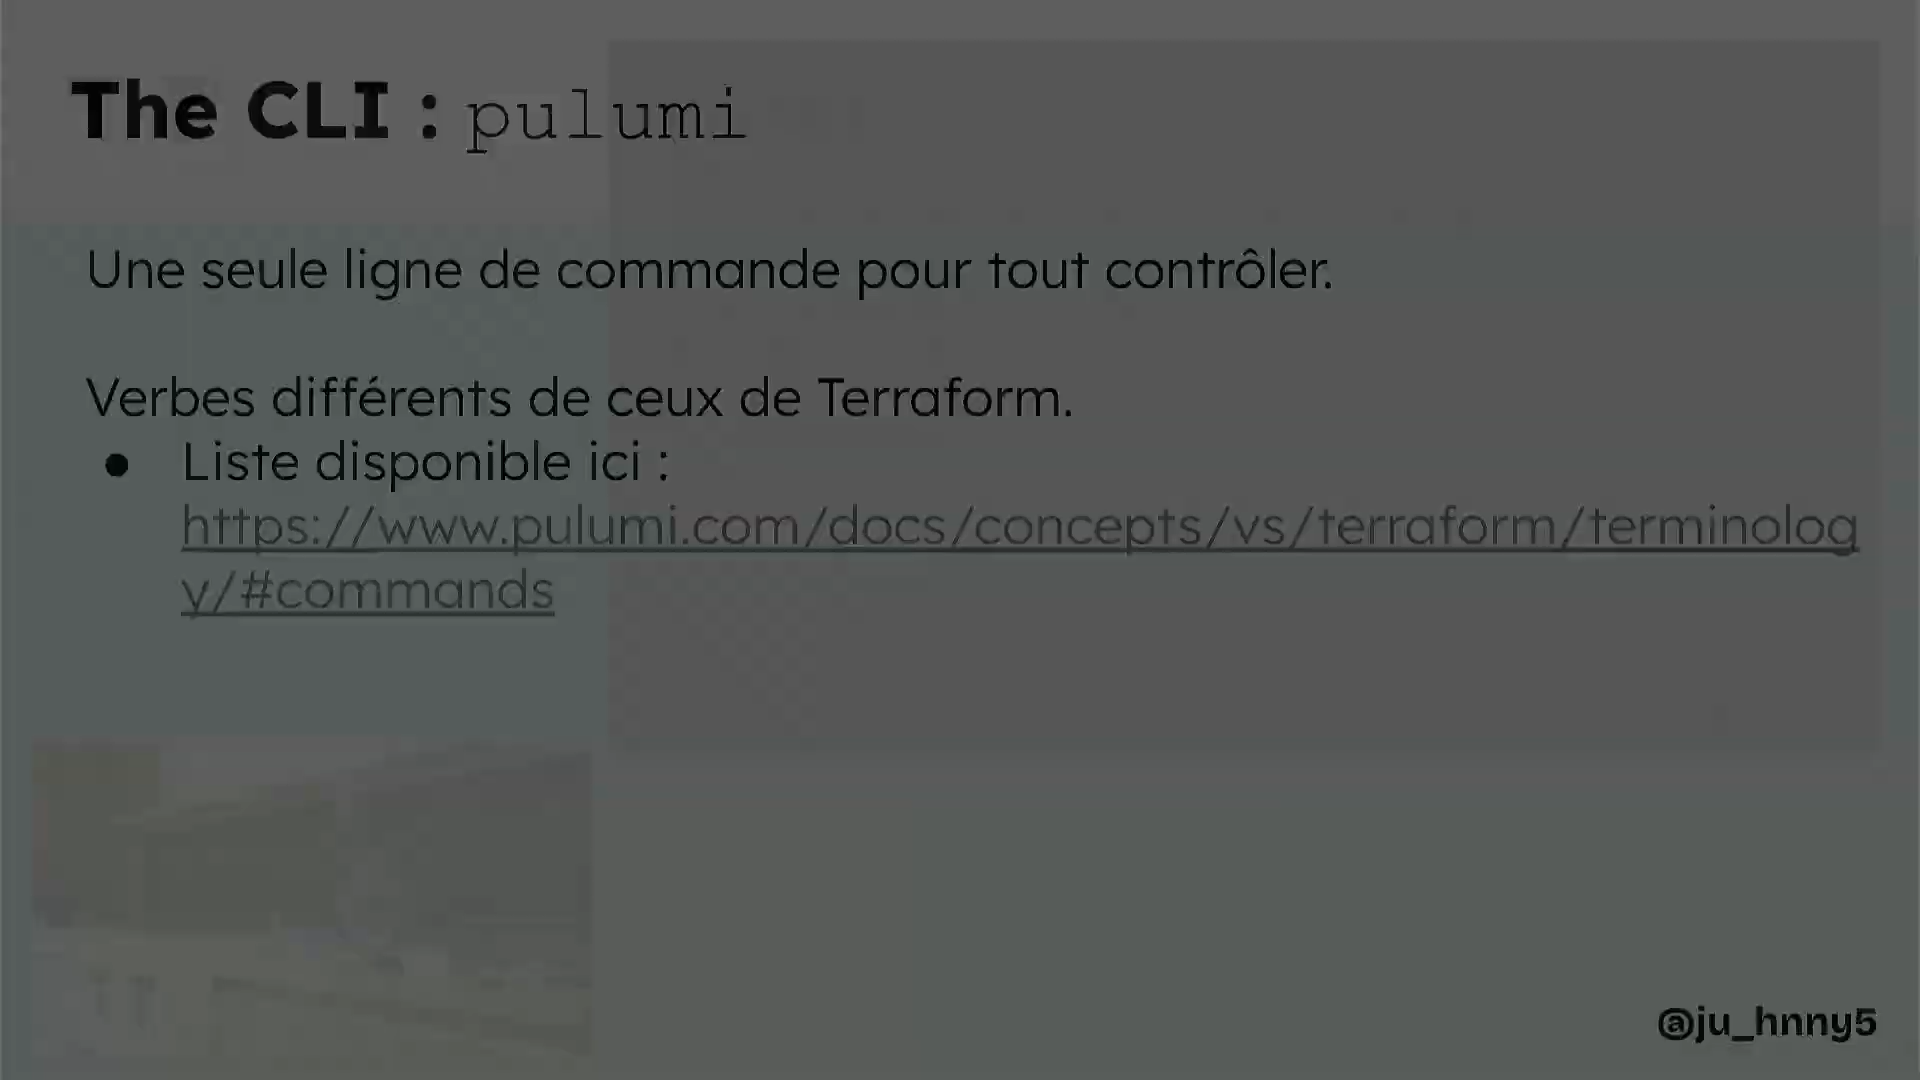 The CLI : pulumi
Une seule ligne de commande pour tout contrôler.
Verbes différents de ceux de Terraform.
● Liste disponible ici :
https://www.pulumi.com/docs/concepts/vs/terraform/terminolog
y/#commands
@ju_hnny5